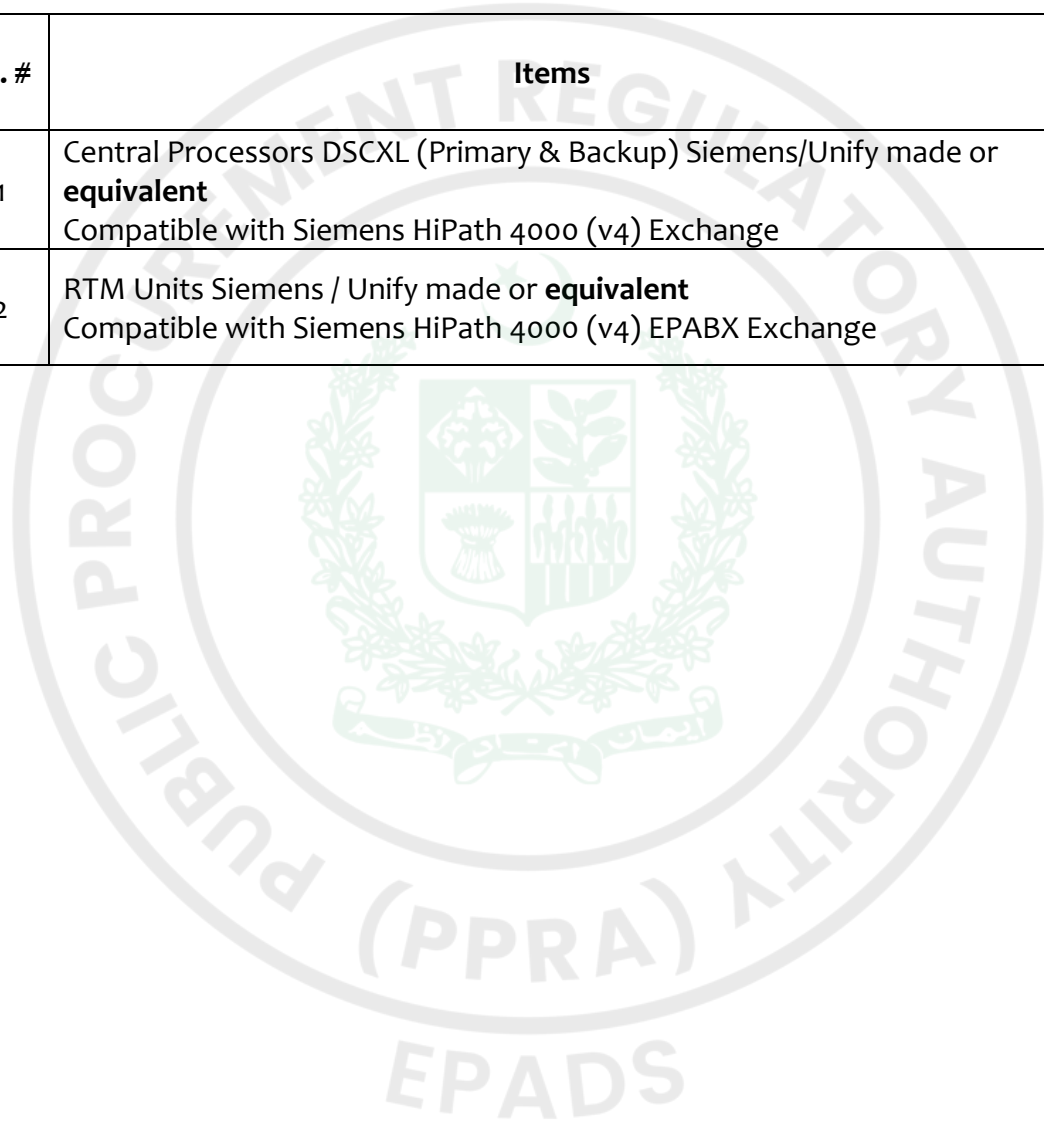 . # Items
1 Central Processors DSCXL (Primary & Backup) Siemens/Unify made or
equivalent
Compatible with Siemens HiPath 4000 (v4) Exchange
2 RTM Units Siemens / Unify made or equivalent
Compatible with Siemens HiPath 4000 (v4) EPABX Exchange
PUBLIC PROCUREMENT REGULATORY AUTHORITY
(PPRA)
EPADS